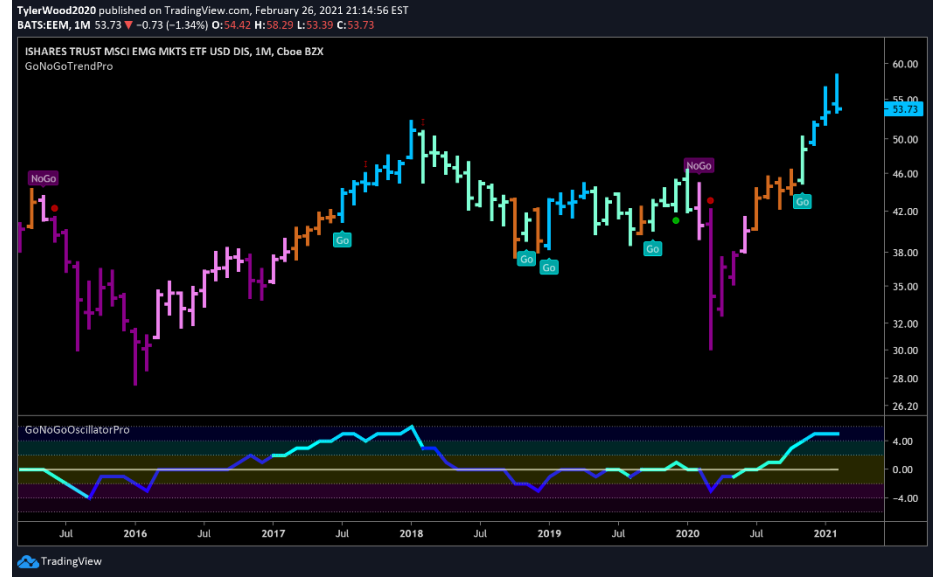 TylerWood2020 published on TradingView.com, February 26, 2021 21:14:56 EST
BATS:EEM, 1M 53.73 ▼ −0.73 (−1.34%) O:54.42 H:58.29 L:53.39 C:53.73
ISHARES TRUST MSCI EMG MKTS ETF USD DIS, 1M, Cboe BZX
GoNoGoTrendPro
60.00
55.00
53.73
50.00
NoGo
NoGo
46.00
Go
42.00
Go
Go
Go
Go
38.00
35.00
32.00
30.00
28.00
26.20
GoNoGoOscillatorPro
4.00
0.00
−4.00
Jul 2016 Jul 2017 Jul 2018 Jul 2019 Jul 2020 Jul 2021
TradingView